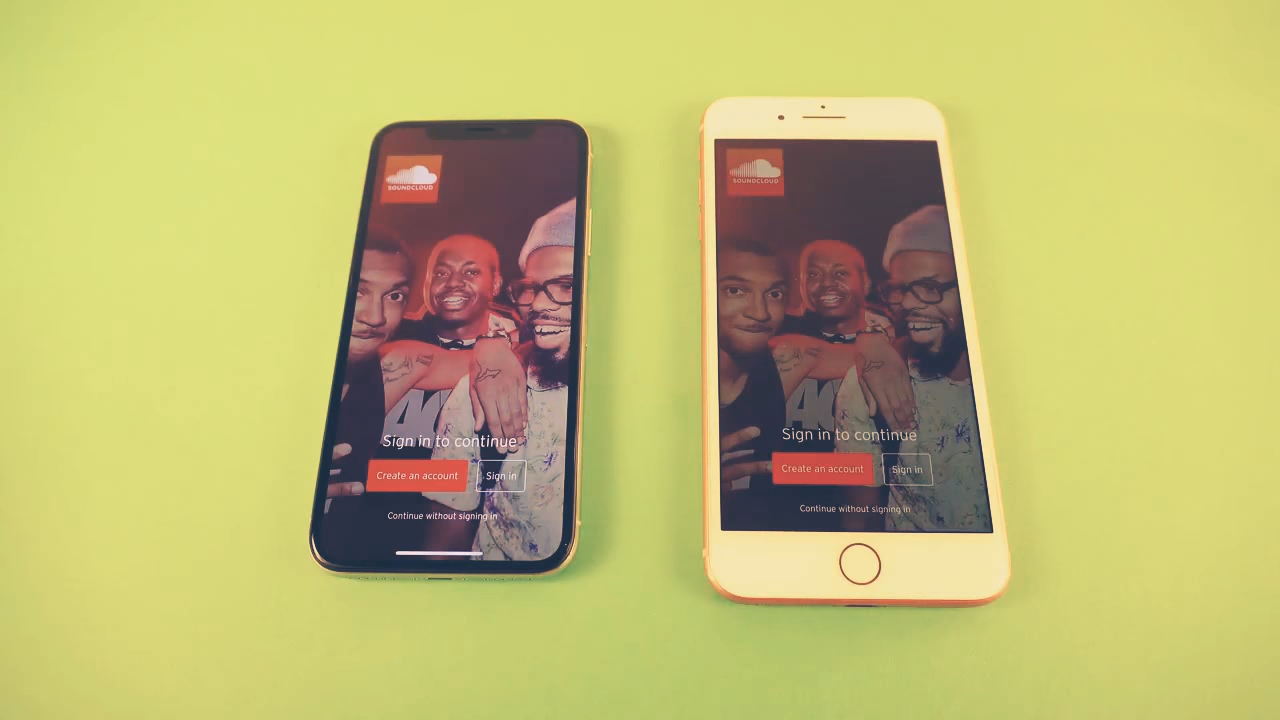 SOUNDCLOUD
Sign in to continue
Create an account
Sign in
Continue without signing in
SOUNDCLOUD
Sign in to continue
Create an account
Sign in
Continue without signing in